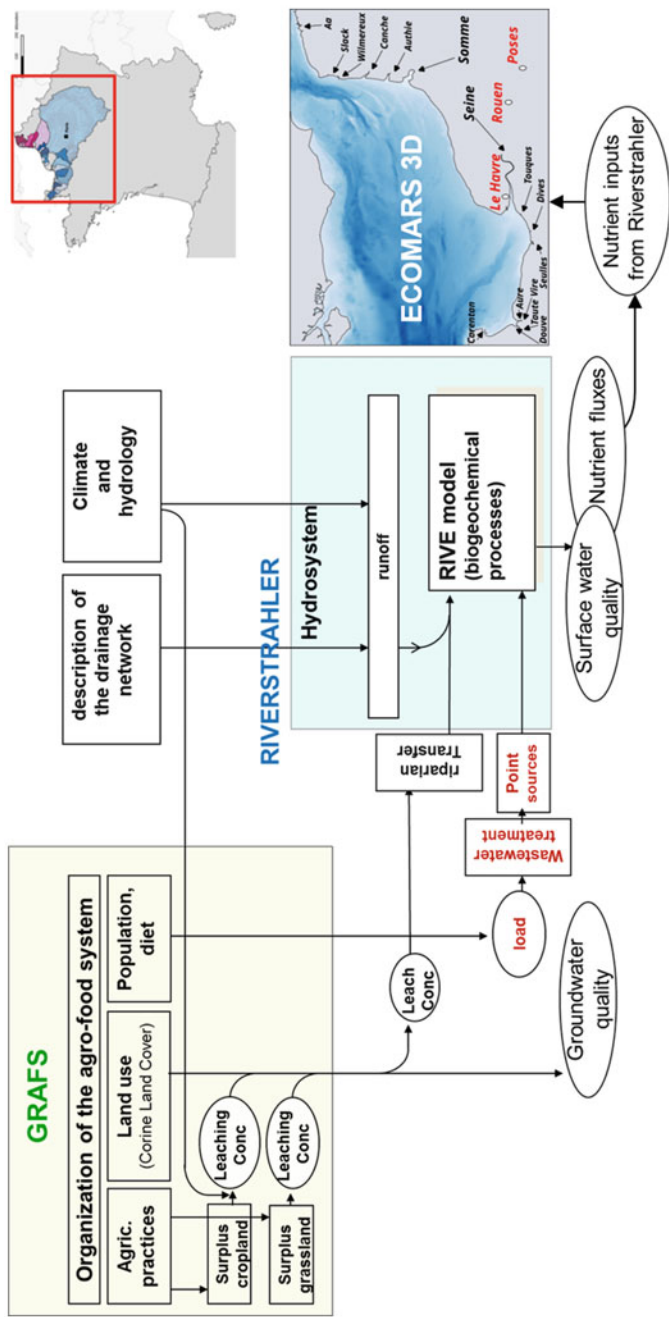 GRAFS
Organization of the agro-food system
Agric.
practices
Land use
(Corine Land Cover)
Population,
diet
Surplus
cropland
Leaching
Conc
Surplus
grassland
Leaching
Conc
Leach
Conc
load
Wastewater
treatment
Point
sources
riparian
Transfer
Groundwater
quality
description of
the drainage
network
Climate
and
hydrology
RIVERSTRAHLER
Hydrosystem
runoff
RIVE model
(biogeochemical
processes)
Surface water
quality
Nutrient fluxes
Nutrient inputs
from Riverstrahler
ECOMARS 3D
Aa
Slack
Wilmereux
Canche
Authie
Somme
Seine
Le Havre
Rouen
Poses
Touques
Dives
Seulles
Aure
Taute Vire
Douve
Carentan